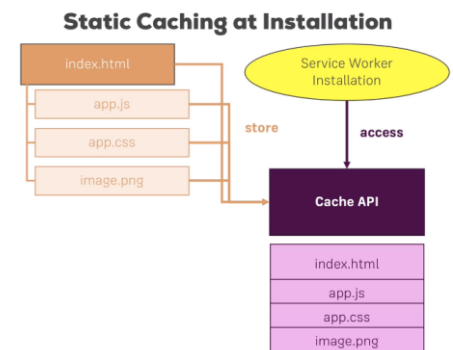 Static Caching at Installation
index.html
app.js
app.css
image.png
store
Service Worker
Installation
access
Cache API
index.html
app.js
app.css
image.png